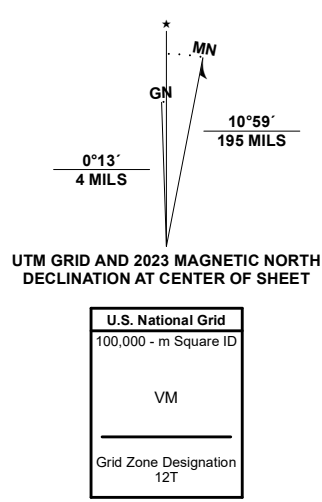 ★
MN
GN
10°59´
195 MILS
0°13´
4 MILS
UTM GRID AND 2023 MAGNETIC NORTH
DECLINATION AT CENTER OF SHEET
U.S. National Grid
100,000 - m Square ID
VM
Grid Zone Designation
12T